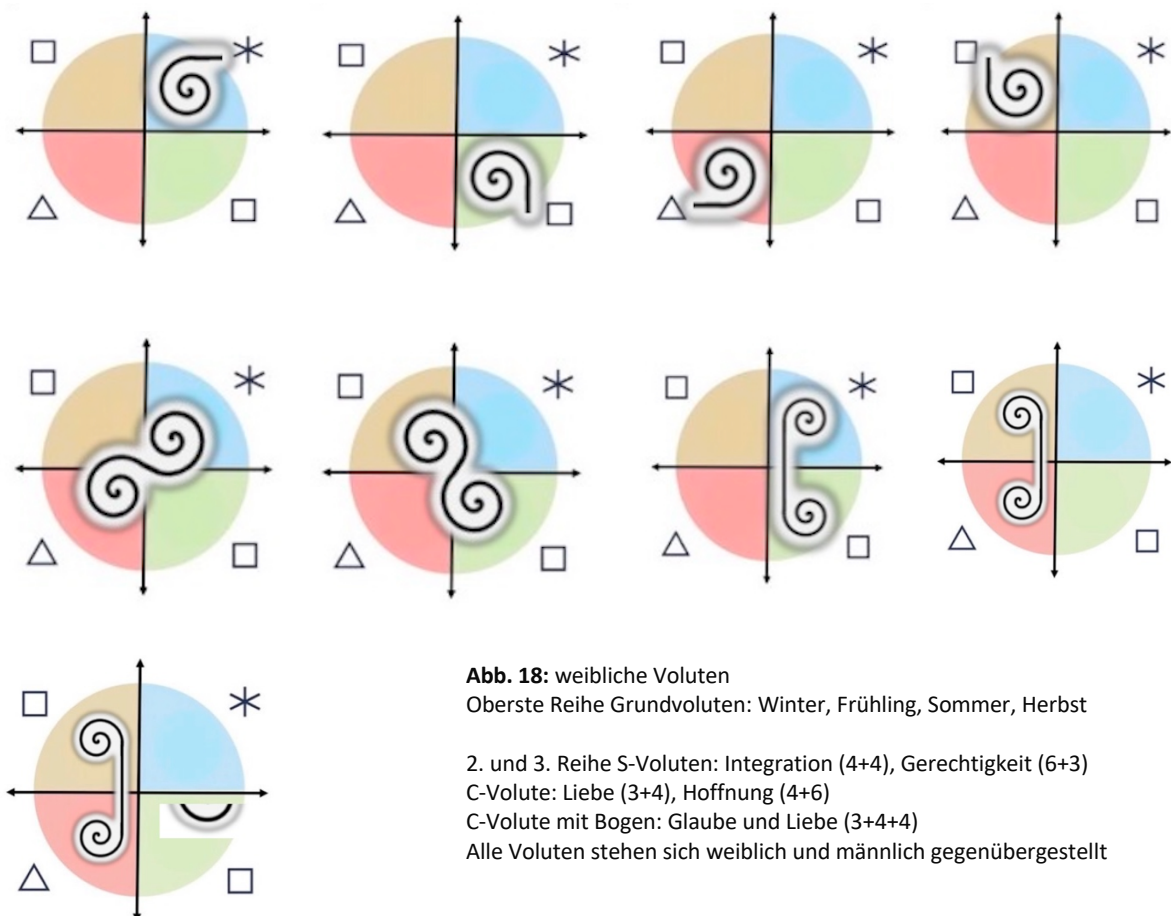 Abb. 18: weibliche Voluten
Oberste Reihe Grundvoluten: Winter, Frühling, Sommer, Herbst
2. und 3. Reihe S-Voluten: Integration (4+4), Gerechtigkeit (6+3)
C-Volute: Liebe (3+4), Hoffnung (4+6)
C-Volute mit Bogen: Glaube und Liebe (3+4+4)
Alle Voluten stehen sich weiblich und männlich gegenübergestellt